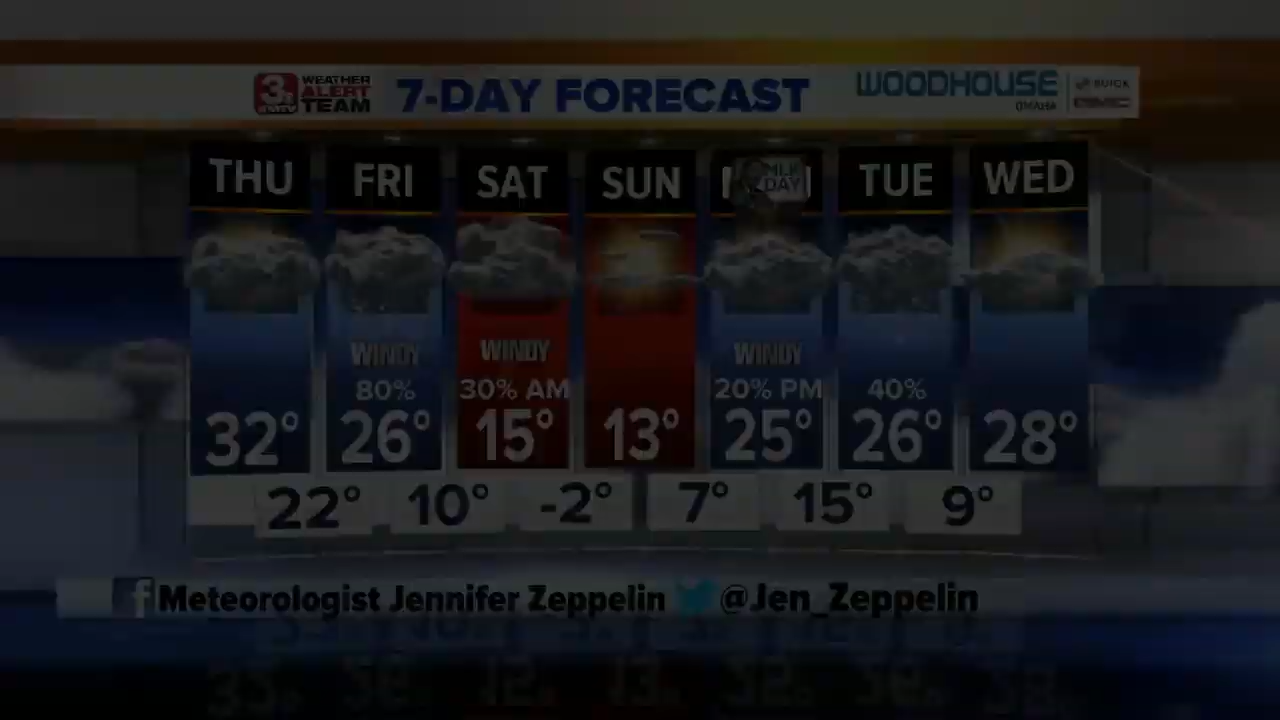 3 WEATHER ALERT TEAM 7-DAY FORECAST WOODHOUSE OMAHA BUICK GMC
THU FRI SAT SUN MLK DAY TUE WED
WINDY WINDY WINDY
80% 30% AM 20% PM 40%
32° 26° 15° 13° 25° 26° 28°
22° 10° -2° 7° 15° 9°
f Meteorologist Jennifer Zeppelin @Jen_Zeppelin